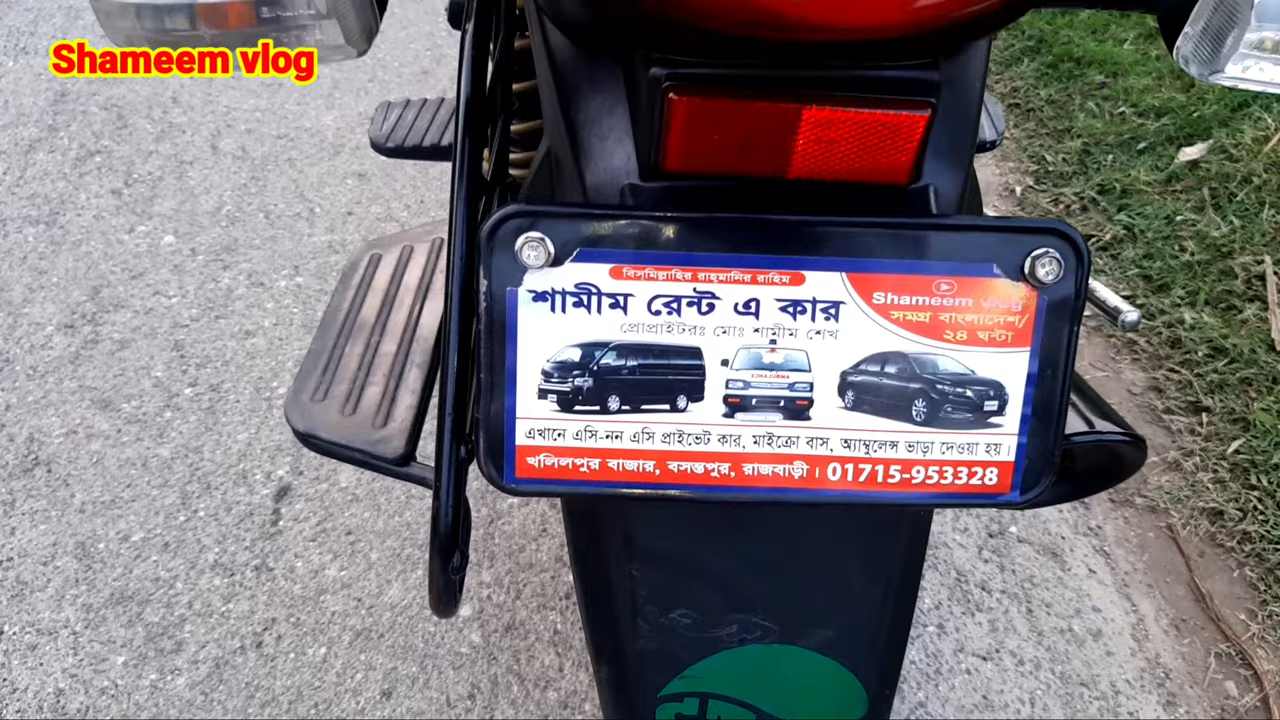 Shameem vlog
বিসমিল্লাহির রাহমানির রাহিম
শামীম রেন্ট এ কার
প্রোপ্রাইটরঃ মোঃ শামীম শেখ
Shameem vlog
সমগ্র বাংলাদেশ/
২৪ ঘন্টা
AMBULANCE
এখানে এসি-নন এসি প্রাইভেট কার, মাইক্রো বাস, অ্যাম্বুলেন্স ভাড়া দেওয়া হয়।
খলিলপুর বাজার, বসন্তপুর, রাজবাড়ী। 01715-953328